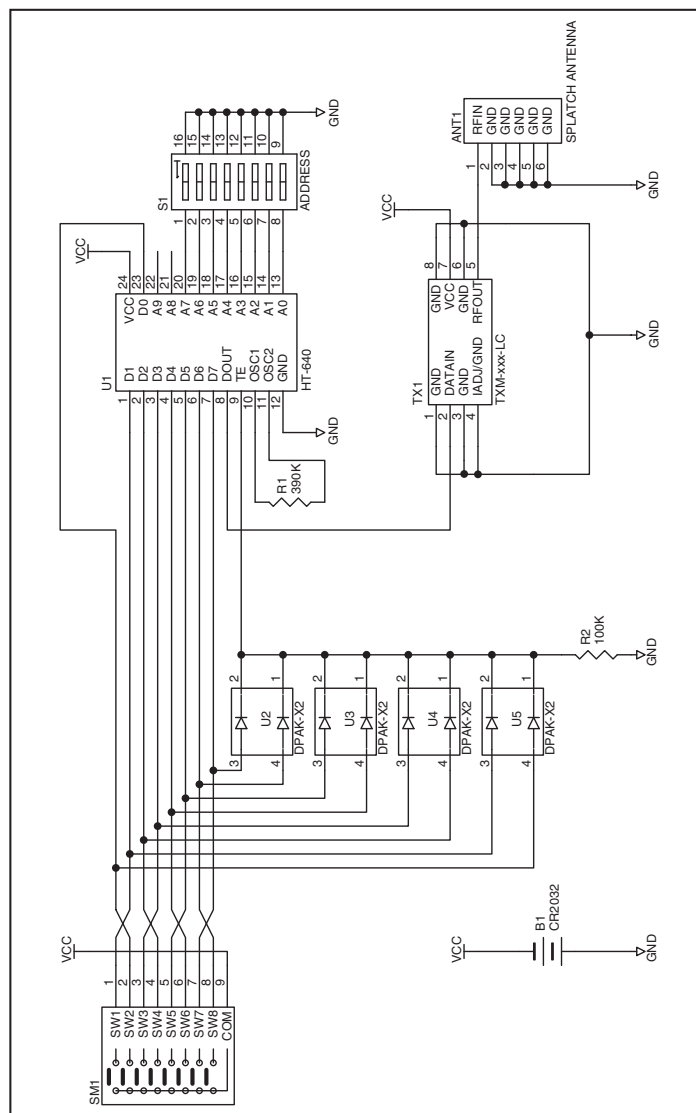 S1
16
15
14
13
12
11
10
9
1
2
3
4
5
6
7
8
ADDRESS
GND
VCC
U1
24
23
22
21
20
19
18
17
16
15
14
13
VCC
D0
A9
A8
A7
A6
A5
A4
A3
A2
A1
A0
D1
D2
D3
D4
D5
D6
D7
DOUT
TE
OSC1
OSC2
GND
1
2
3
4
5
6
7
8
9
10
11
12
HT-640
GND
R1
390K
ANT1
RFIN
GND
GND
GND
GND
GND
1
2
3
4
5
6
SPLATCH ANTENNA
GND
VCC
TX1
8
7
6
5
GND
VCC
GND
RFOUT
GND
DATAIN
GND
IADJ/GND
1
2
3
4
TXM-xxx-LC
GND
2
1
U2
DPAK-X2
3
4
2
1
U3
DPAK-X2
3
4
2
1
U4
DPAK-X2
3
4
2
1
U5
DPAK-X2
3
4
R2
100K
GND
VCC
SM1
1
2
3
4
5
6
7
8
9
SW1
SW2
SW3
SW4
SW5
SW6
SW7
SW8
COM
VCC
B1
CR2032
GND